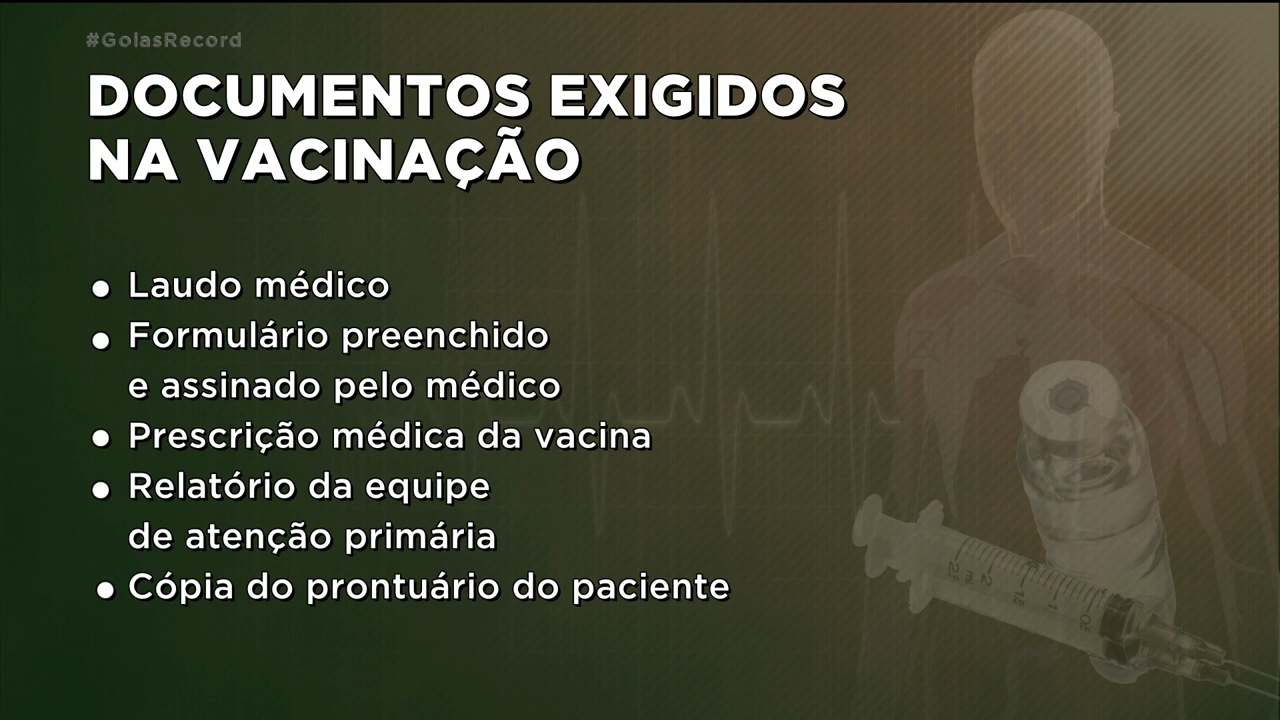 #GoiasRecord
DOCUMENTOS EXIGIDOS
NA VACINAÇÃO
• Laudo médico
• Formulário preenchido
e assinado pelo médico
• Prescrição médica da vacina
• Relatório da equipe
de atenção primária
• Cópia do prontuário do paciente